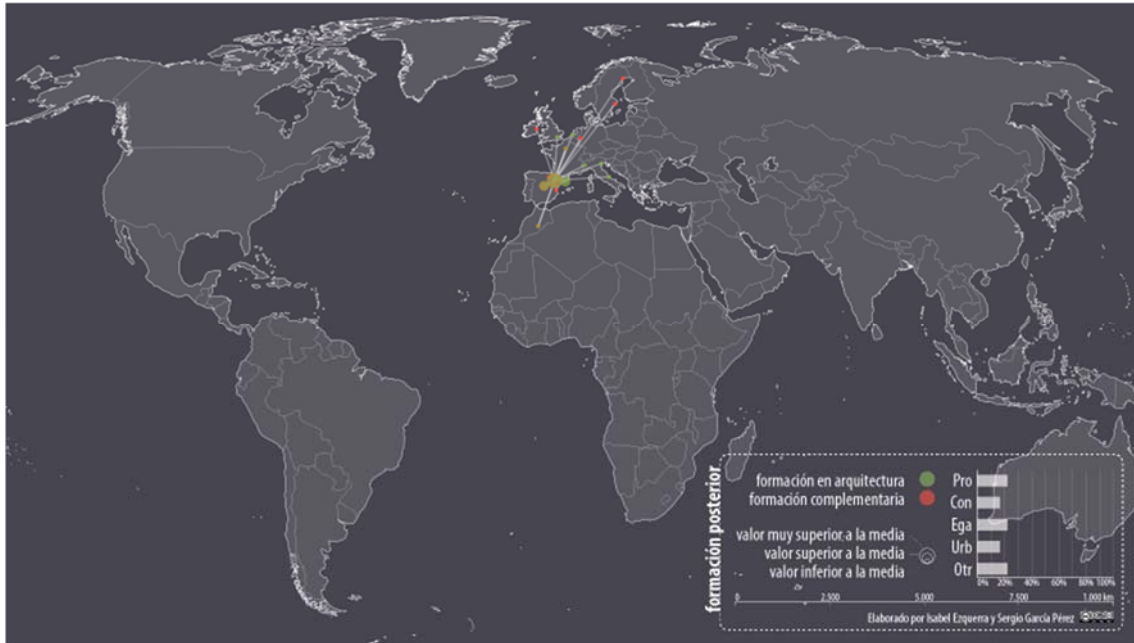 formación posterior
formación en arquitectura
formación complementaria
valor muy superior a la media
valor superior a la media
valor inferior a la media
Pro
Con
Ega
Urb
Otr
0% 20% 40% 60% 80% 100%
0 2.500 5.000 7.500 1.000 km
Elaborado por Isabel Ezquerra y Sergio García Pérez